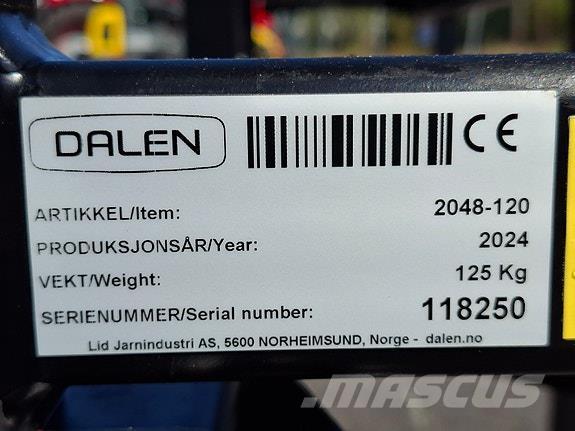 DALEN
CE
ARTIKKEL/Item: 2048-120
PRODUKSJONSÅR/Year: 2024
VEKT/Weight: 125 Kg
SERIENUMMER/Serial number: 118250
Lid Jarnindustri AS, 5600 NORHEIMSUND, Norge - dalen.no
MASCUS